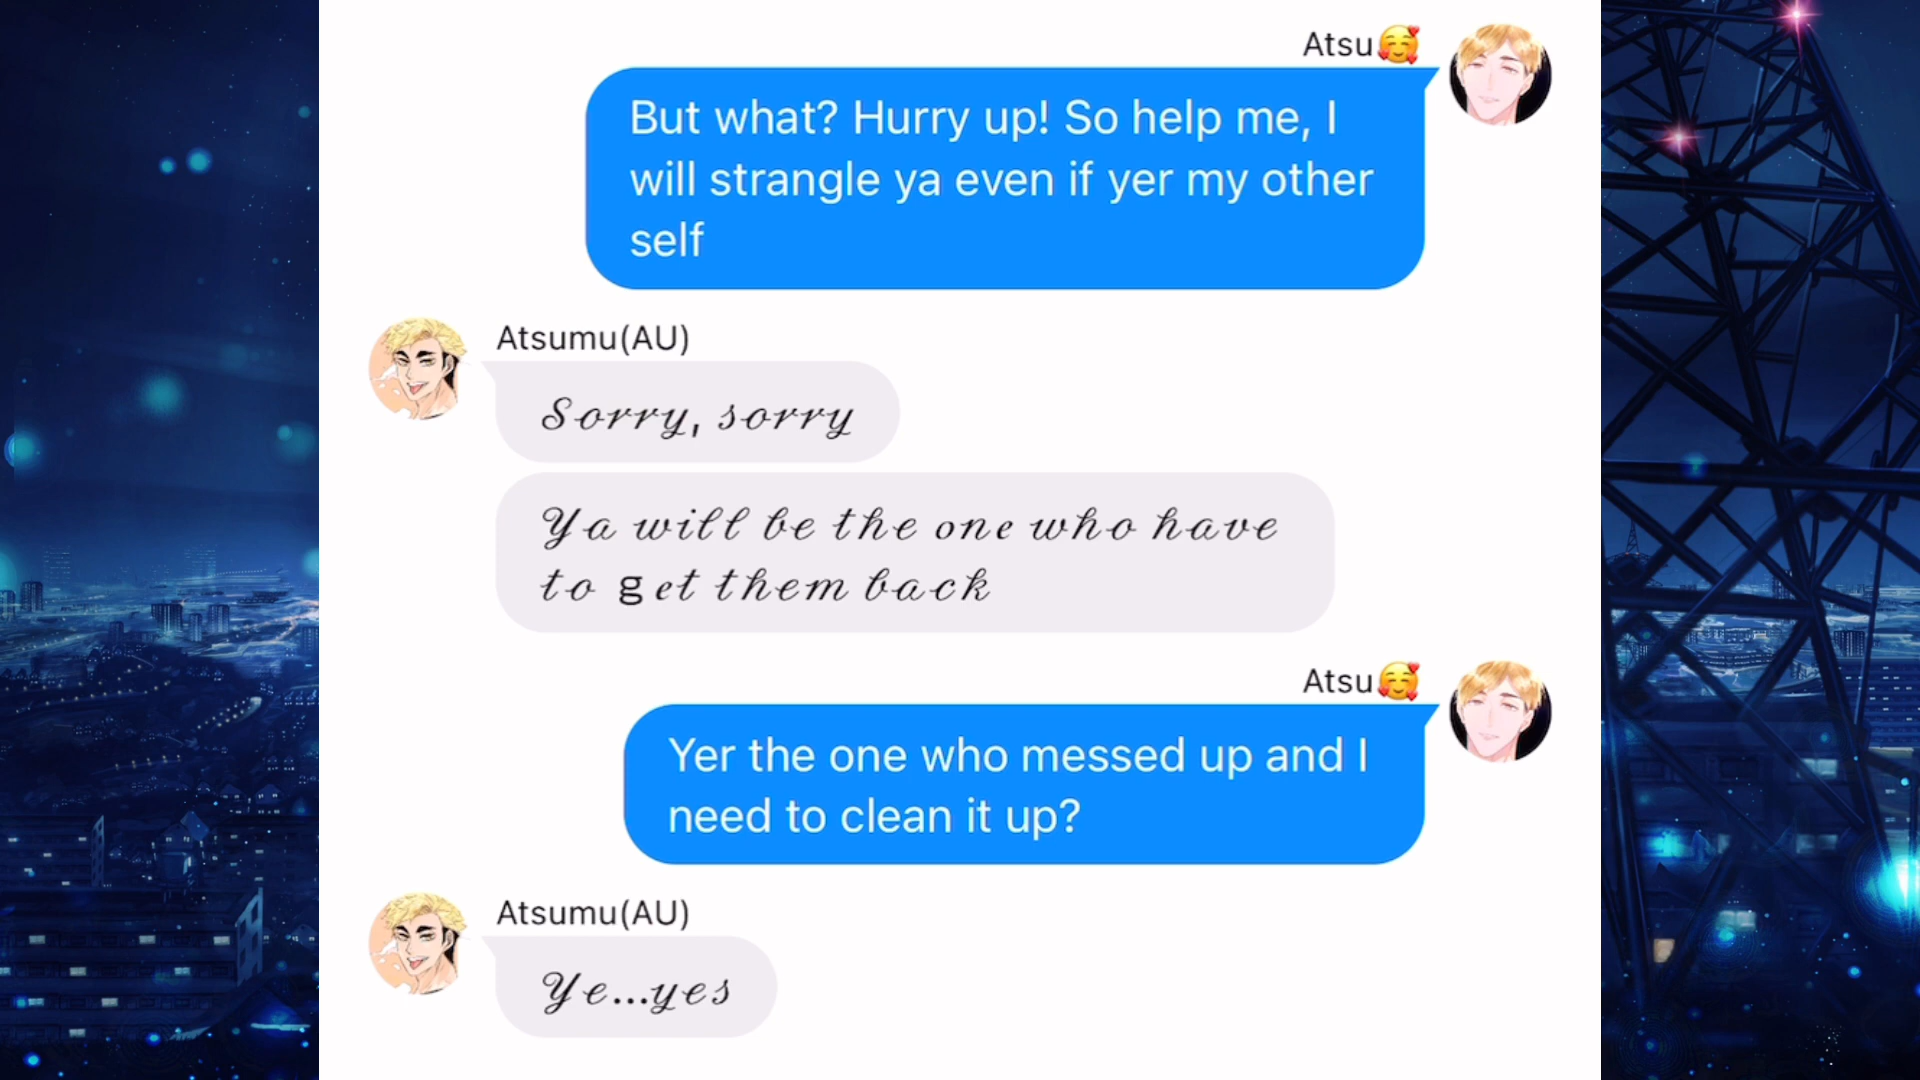 Atsu🥰
But what? Hurry up! So help me, I
will strangle ya even if yer my other
self
Atsumu(AU)
Sorry, sorry
Ya will be the one who have
to get them back
Atsu🥰
Yer the one who messed up and I
need to clean it up?
Atsumu(AU)
Ye...yes